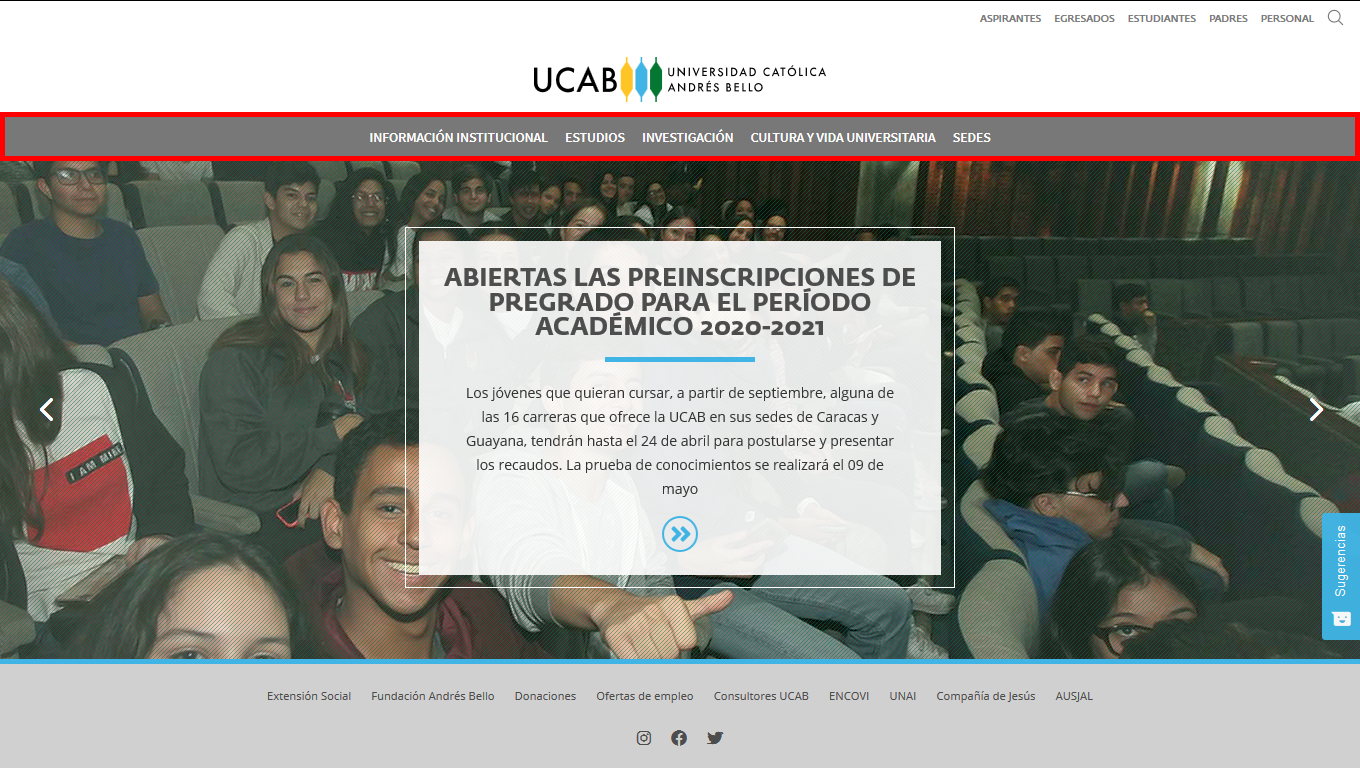 ASPIRANTES EGRESADOS ESTUDIANTES PADRES PERSONAL
UCAB UNIVERSIDAD CATÓLICA
ANDRÉS BELLO
INFORMACIÓN INSTITUCIONAL ESTUDIOS INVESTIGACIÓN CULTURA Y VIDA UNIVERSITARIA SEDES
ABIERTAS LAS PREINSCRIPCIONES DE
PREGRADO PARA EL PERÍODO
ACADÉMICO 2020-2021
Los jóvenes que quieran cursar, a partir de septiembre, alguna de
las 16 carreras que ofrece la UCAB en sus sedes de Caracas y
Guayana, tendrán hasta el 24 de abril para postularse y presentar
los recaudos. La prueba de conocimientos se realizará el 09 de
mayo
I AM
Sugerencias
Extensión Social Fundación Andrés Bello Donaciones Ofertas de empleo Consultores UCAB ENCOVI UNAI Compañía de Jesús AUSJAL